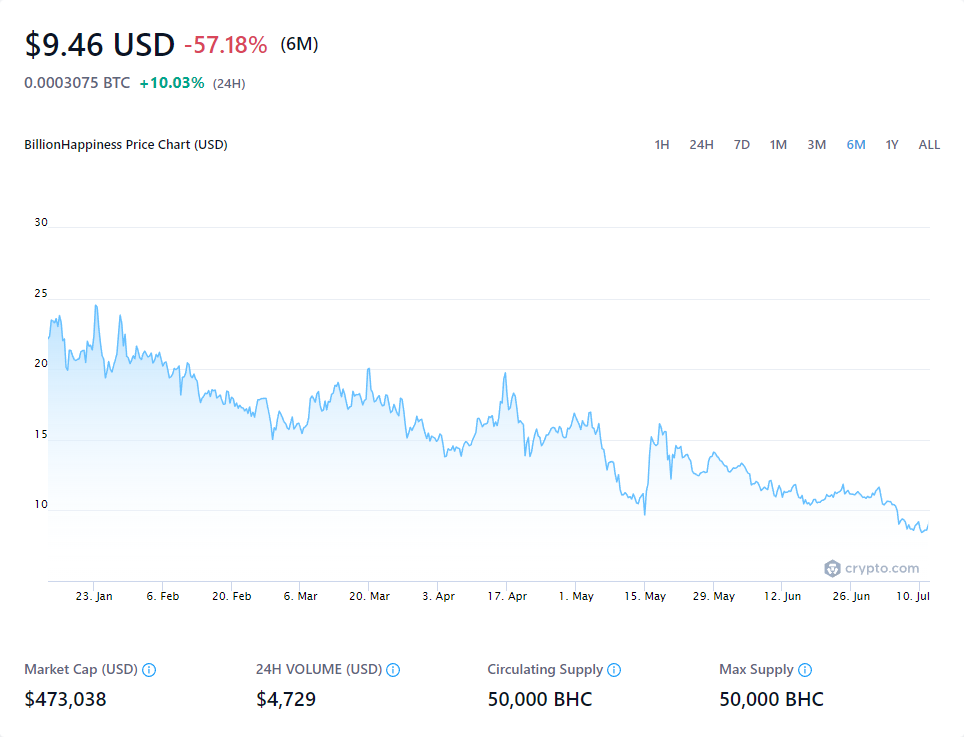 $9.46 USD -57.18% (6M)
0.0003075 BTC +10.03% (24H)
BillionHappiness Price Chart (USD) 1H 24H 7D 1M 3M 6M 1Y ALL
30
25
20
15
10
crypto.com
23. Jan 6. Feb 20. Feb 6. Mar 20. Mar 3. Apr 17. Apr 1. May 15. May 29. May 12. Jun 26. Jun 10. Jul
Market Cap (USD) 24H VOLUME (USD) Circulating Supply Max Supply
$473,038 $4,729 50,000 BHC 50,000 BHC